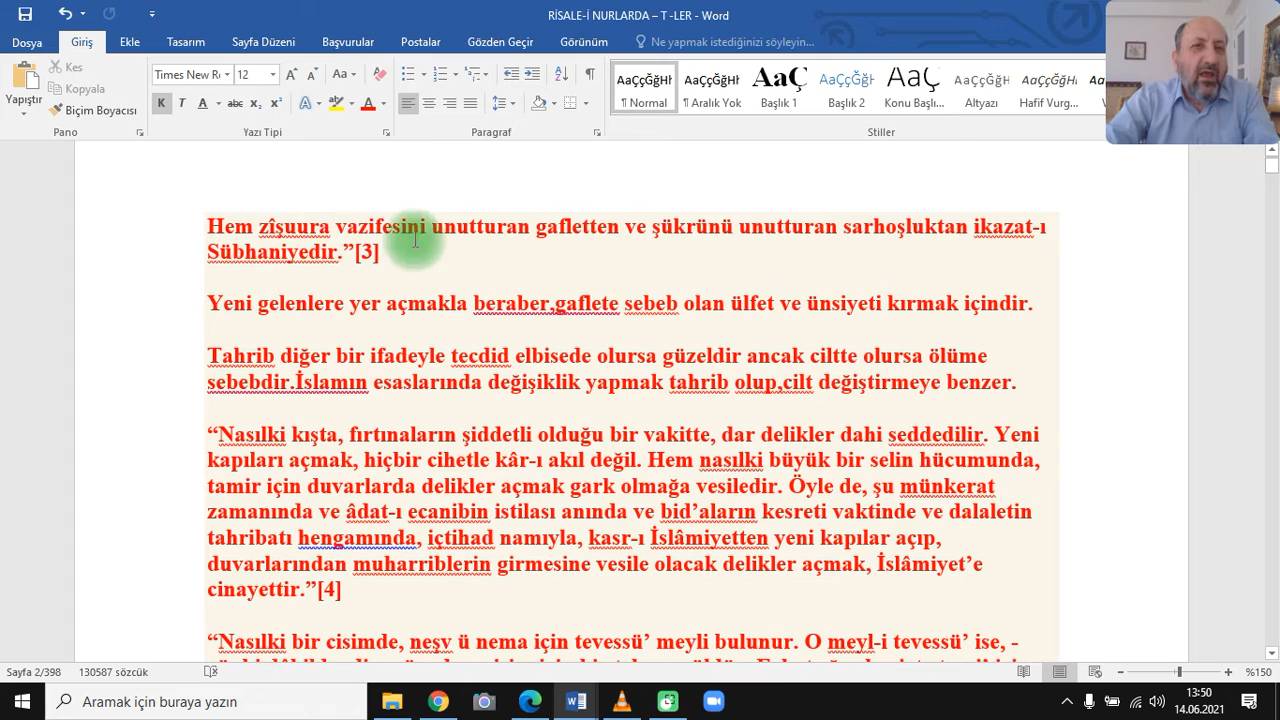 RİSALE-İ NURLARDA – T -LER - Word
Dosya Giriş Ekle Tasarım Sayfa Düzeni Başvurular Postalar Gözden Geçir Görünüm Ne yapmak istediğinizi söyleyin...
Yapıştır
Kes
Kopyala
Biçim Boyacısı
Times New Ro 12
K T A abc x₂ x²
AaÇçĞğHł AaÇçĞğHł AaÇ AaÇçĞğHł AaÇç AaÇçĞğH AaÇçĞğHł
¶ Normal ¶ Aralık Yok Başlık 1 Başlık 2 Konu Başlı... Altyazı Hafif Vurg...
Pano Yazı Tipi Paragraf Stiller
Hem zîşuura vazifesini unutturan gafletten ve şükrünü unutturan sarhoşluktan ikazat-ı
Sübhaniyedir.”[3]
Yeni gelenlere yer açmakla beraber,gaflete sebeb olan ülfet ve ünsiyeti kırmak içindir.
Tahrib diğer bir ifadeyle tecdid elbisede olursa güzeldir ancak ciltte olursa ölüme
sebebdir.İslamın esaslarında değişiklik yapmak tahrib olup,cilt değiştirmeye benzer.
“Nasılki kışta, fırtınaların şiddetli olduğu bir vakitte, dar delikler dahi seddedilir. Yeni
kapıları açmak, hiçbir cihetle kâr-ı akıl değil. Hem nasılki büyük bir selin hücumunda,
tamir için duvarlarda delikler açmak gark olmağa vesiledir. Öyle de, şu münkerat
zamanında ve âdat-ı ecanibin istilası anında ve bid’aların kesreti vaktinde ve dalaletin
tahribatı hengamında, içtihad namıyla, kasr-ı İslâmiyetten yeni kapılar açıp,
duvarlarından muharriblerin girmesine vesile olacak delikler açmak, İslâmiyet’e
cinayettir.”[4]
“Nasılki bir cisimde, neşv ü nema için tevessü’ meyli bulunur. O meyl-i tevessü’ ise, -
Sayfa 2/398 130587 sözcük %150
Aramak için buraya yazın
13:50
14.06.2021